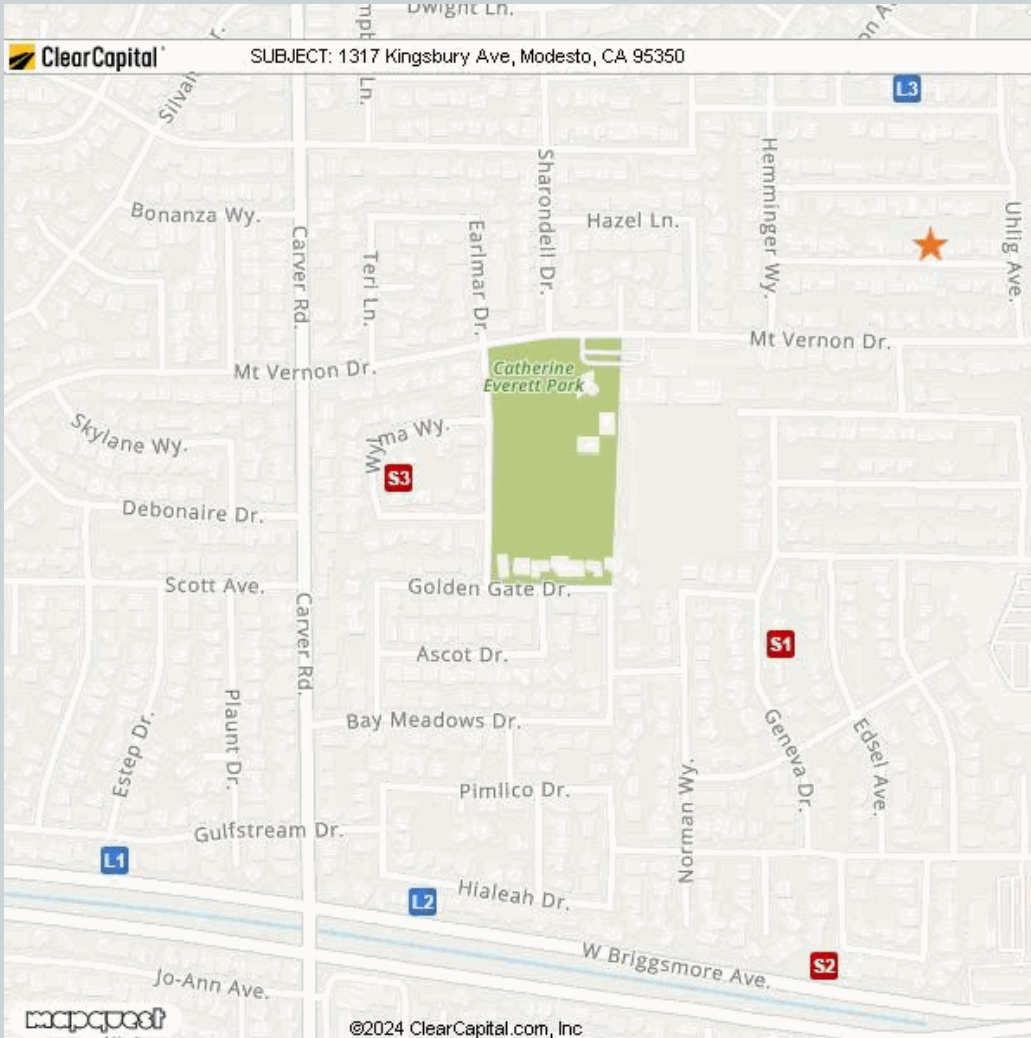 Dwight Ln.
ClearCapital
SUBJECT: 1317 Kingsbury Ave, Modesto, CA 95350
Ln.
L3
Hemminger Wy.
Sharondell Dr.
Bonanza Wy.
Hazel Ln.
Uhlig Ave.
Carver Rd.
Teri Ln.
Earlmar Dr.
Mt Vernon Dr.
Mt Vernon Dr.
Catherine
Everett Park
Skylane Wy.
ma Wy.
Wy.
S3
Debonaire Dr.
Scott Ave.
Golden Gate Dr.
Carver Rd.
S1
Ascot Dr.
Plaunt Dr.
Bay Meadows Dr.
Geneva Dr.
Edsel Ave.
Estep Dr.
Pimlico Dr.
Norman Wy.
Gulfstream Dr.
L1
L2
Hialeah Dr.
W Briggsmore Ave.
S2
Jo-Ann Ave.
mapquest
©2024 ClearCapital.com, Inc